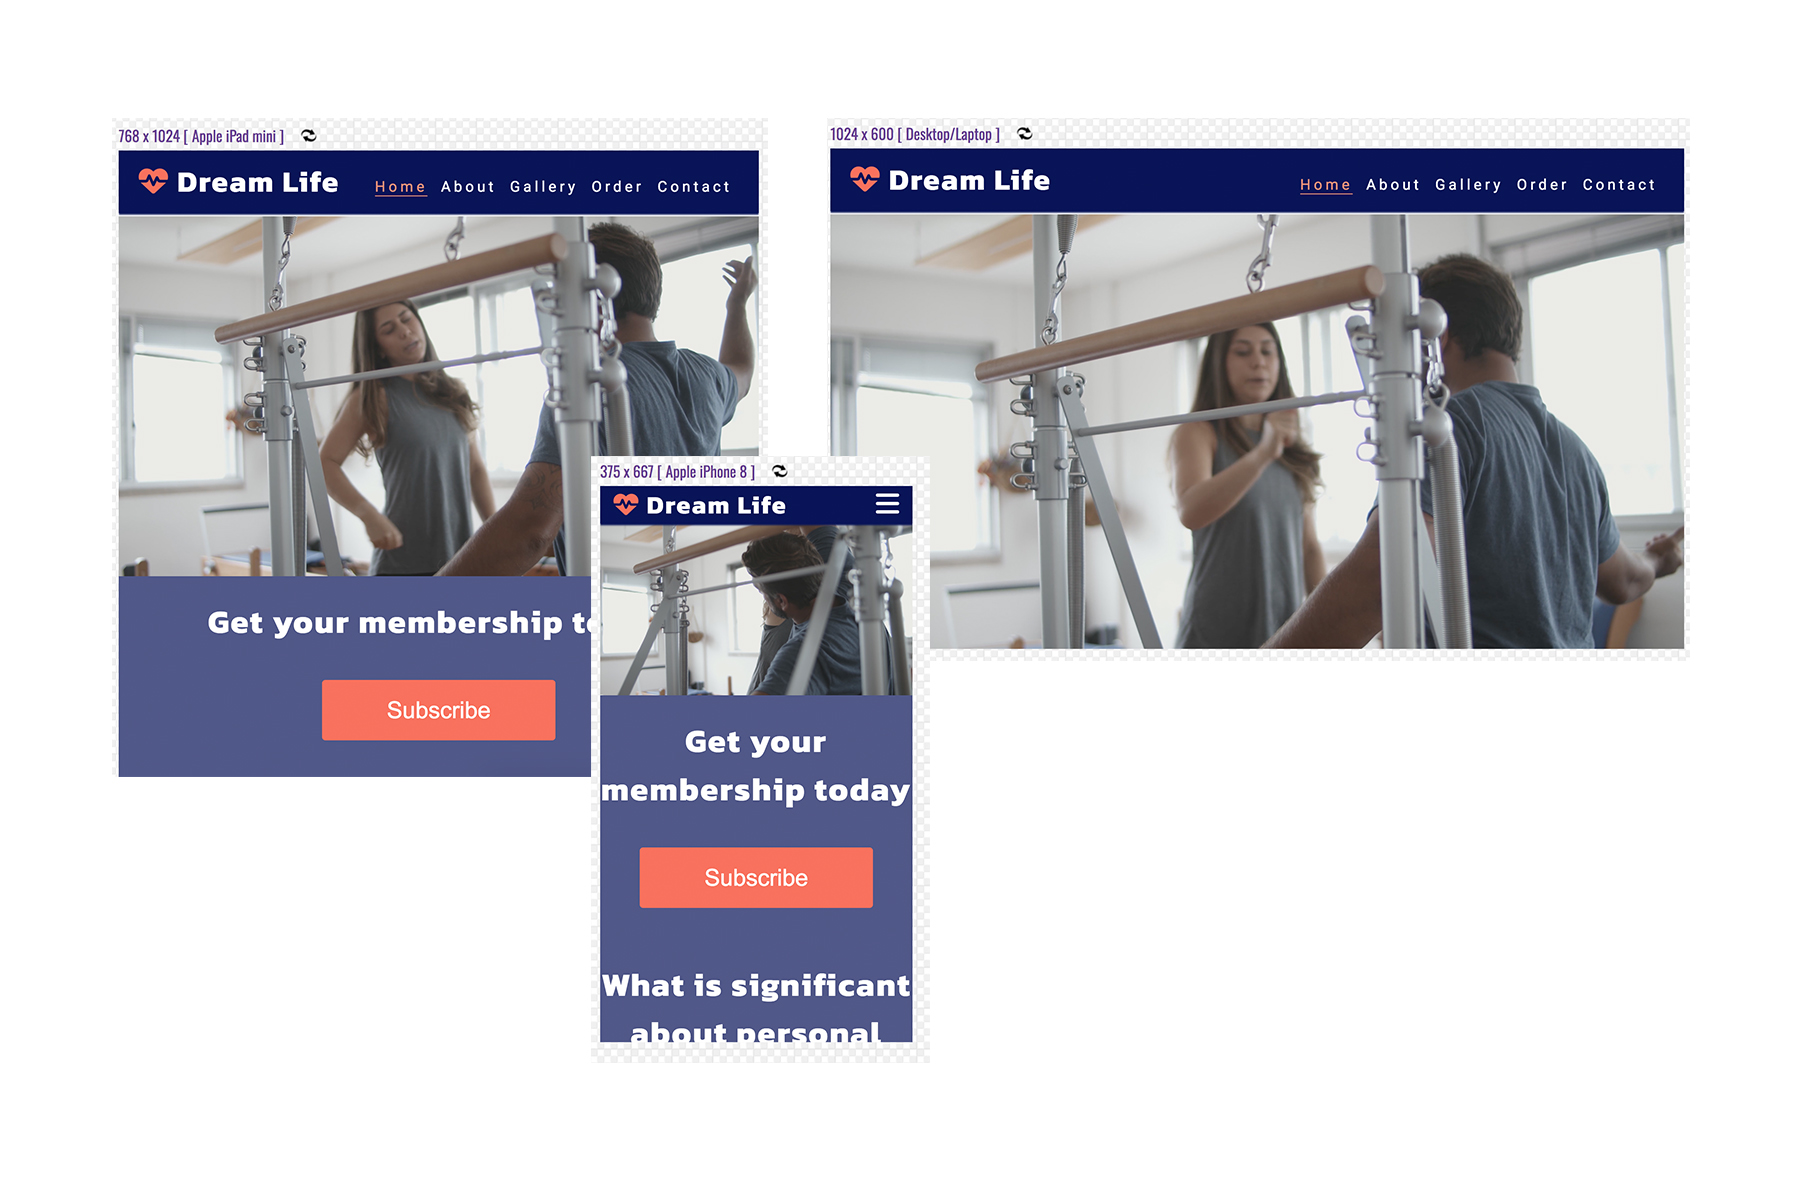 768 x 1024 [ Apple iPad mini ]
Dream Life
Home About Gallery Order Contact
Get your membership
Subscribe
1024 x 600 [ Desktop/Laptop ]
Dream Life
Home About Gallery Order Contact
375 x 667 [ Apple iPhone 8 ]
Dream Life
Get your
membership today
Subscribe
What is significant
about personal